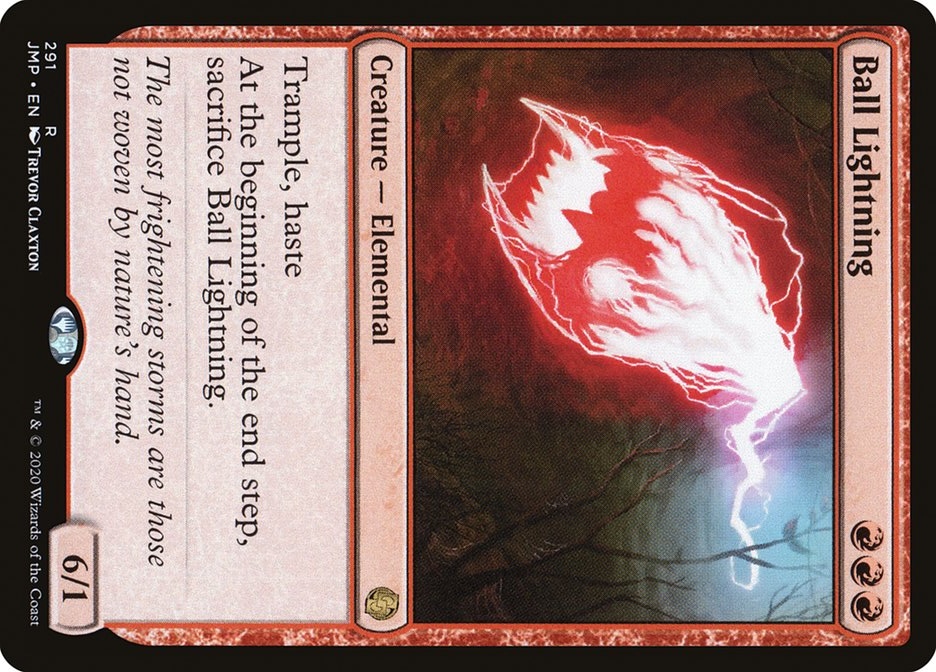 Ball Lightning
Creature — Elemental
Trample, haste
At the beginning of the end step,
sacrifice Ball Lightning.
The most frightening storms are those
not woven by nature's hand.
6/1
291 R
JMP • EN TREVOR CLAXTON
™ & © 2020 Wizards of the Coast